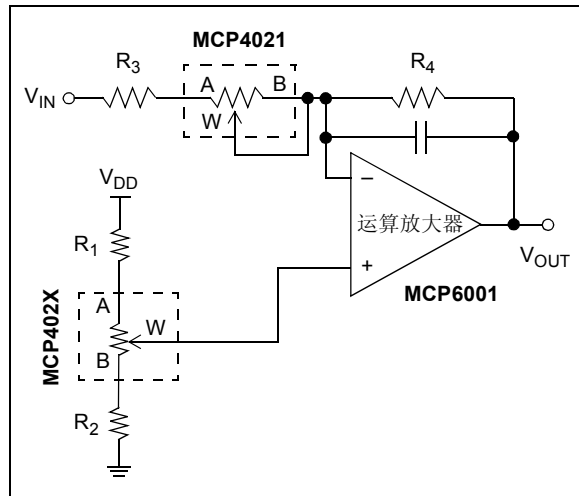 MCP4021
R3
A
B
R4
VIN
W
VDD
−
运算放大器
R1
VOUT
+
MCP6001
A
W
MCP402X
B
R2